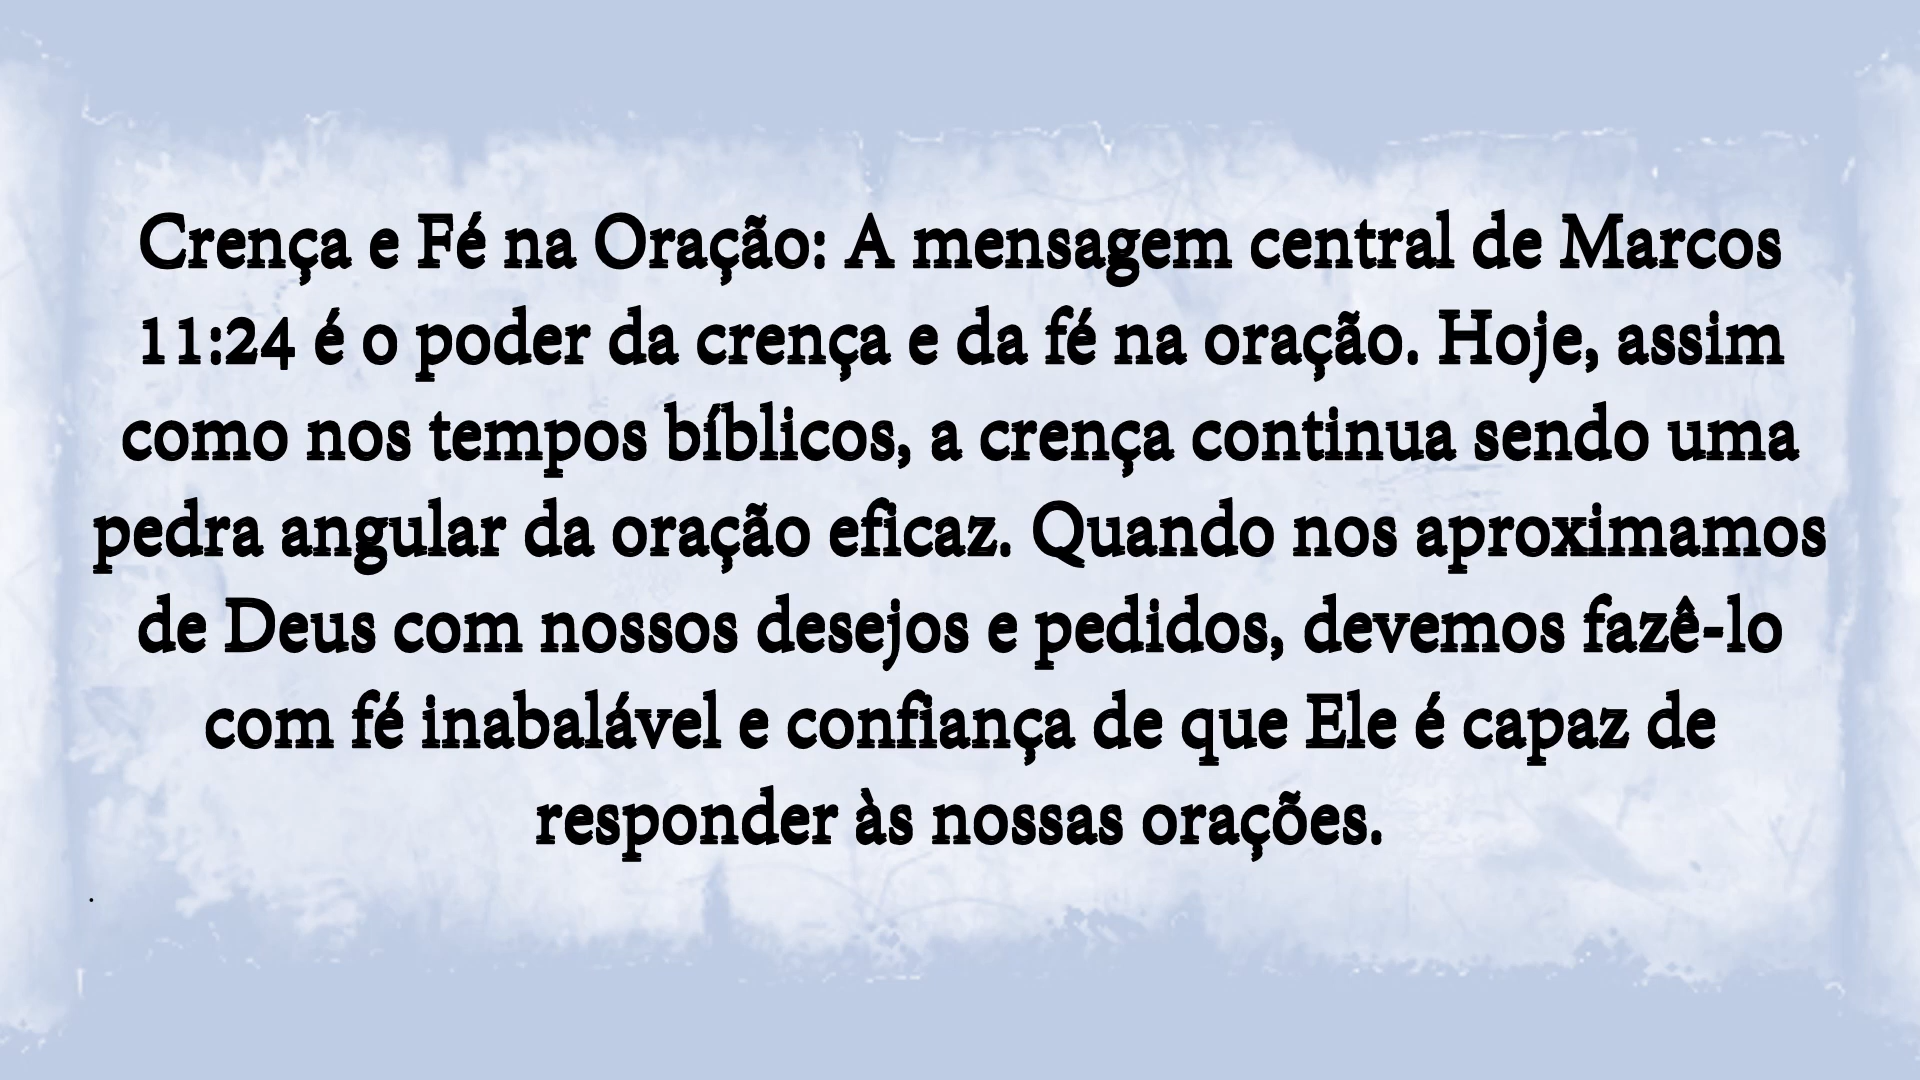 Crença e Fé na Oração: A mensagem central de Marcos
11:24 é o poder da crença e da fé na oração. Hoje, assim
como nos tempos bíblicos, a crença continua sendo uma
pedra angular da oração eficaz. Quando nos aproximamos
de Deus com nossos desejos e pedidos, devemos fazê-lo
com fé inabalável e confiança de que Ele é capaz de
responder às nossas orações.
.